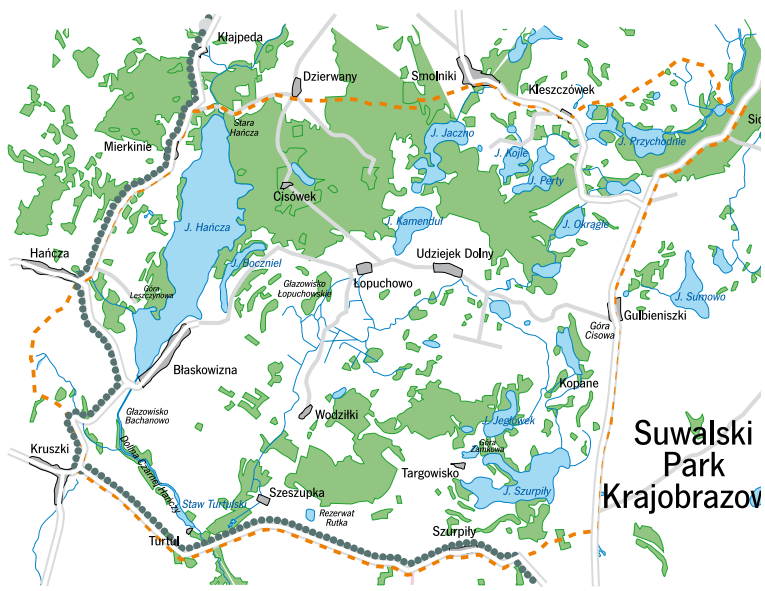 Kłajpeda
Dzierwany
Smolniki
Kleszczówek
Sio
Stara
Hańcza
J. Jaczno
J. Przychodnie
Mierkinie
J. Kojle
J. Perty
Cisówek
J. Hańcza
J. Kamenduł
J. Okrągłe
Hańcza
J. Boczniel
Udziejek Dolny
Góra
Leszczynowa
Głazowisko
Łopuchowskie
Łopuchowo
J. Sumowo
Gulbieniszki
Góra
Cisowa
Błaskowizna
Kopane
Głazowisko
Bachanowo
Wodziłki
J. Jegłówek
Kruszki
Dolina Czarnej Hańczy
Góra
Zamkowa
Targowisko
Suwalski
Park
Krajobrazow
J. Szurpiły
Szeszupka
Staw Turtulski
Rezerwat
Rutka
Turtul
Szurpiły